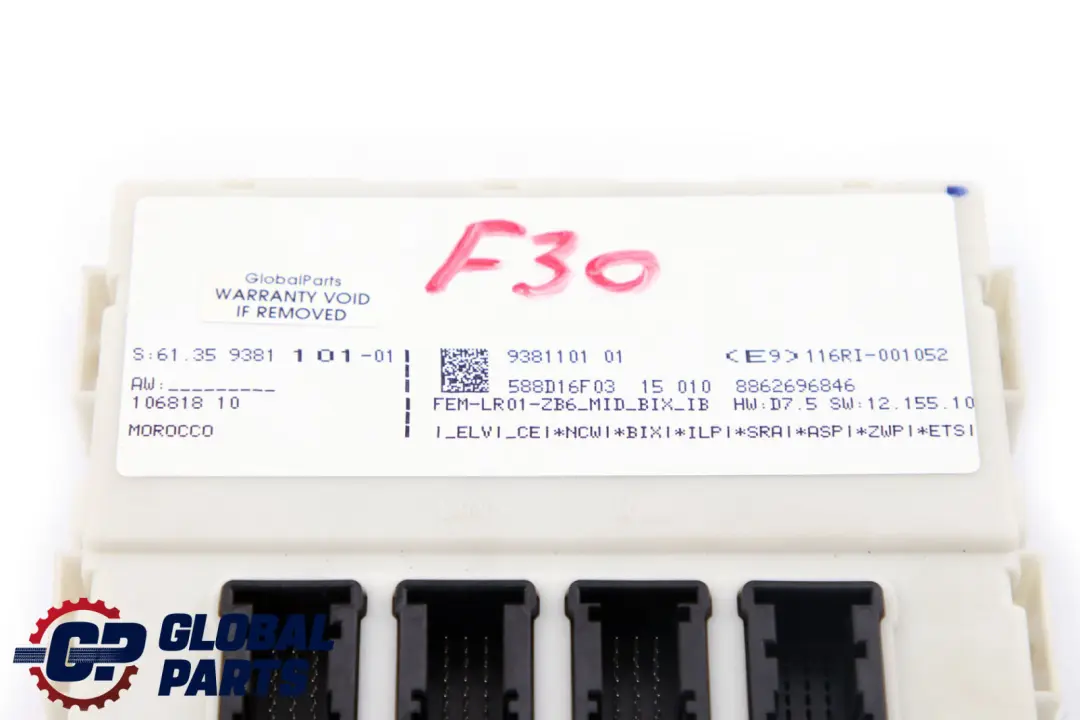 F30
GlobalParts
WARRANTY VOID
IF REMOVED
S:61.35 9381 101-01
AW:_________
106818 10
MOROCCO
9381101 01
<E9>116RI-001052
588D16F03 15 010 8862696846
FEM-LR01-ZB6_MID_BIX_IB HW:D7.5 SW:12.155.10
|_ELV|_CE|*NCW|*BIX|*ILP|*SRA|*ASP|*ZWP|*ETS|
GP GLOBAL
PARTS